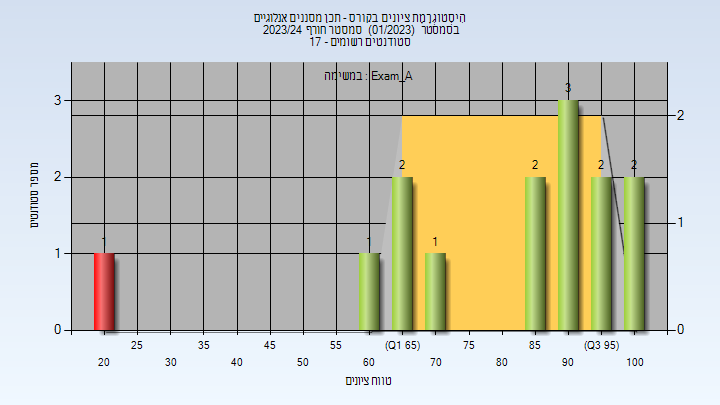 היסטוגרמת ציונים בקורס - תכן מסננים אנלוגיים
בסמסטר (01/2023) סמסטר חורף 2023/24
סטודנטים רשומים - 17
במשימה : Exam_A
מספר סטודנטים
3
2
1
0
2
1
0
1
1
2
1
2
3
2
2
25 35 45 55 (Q1 65) 75 85 (Q3 95)
20 30 40 50 60 70 80 90 100
טווח ציונים